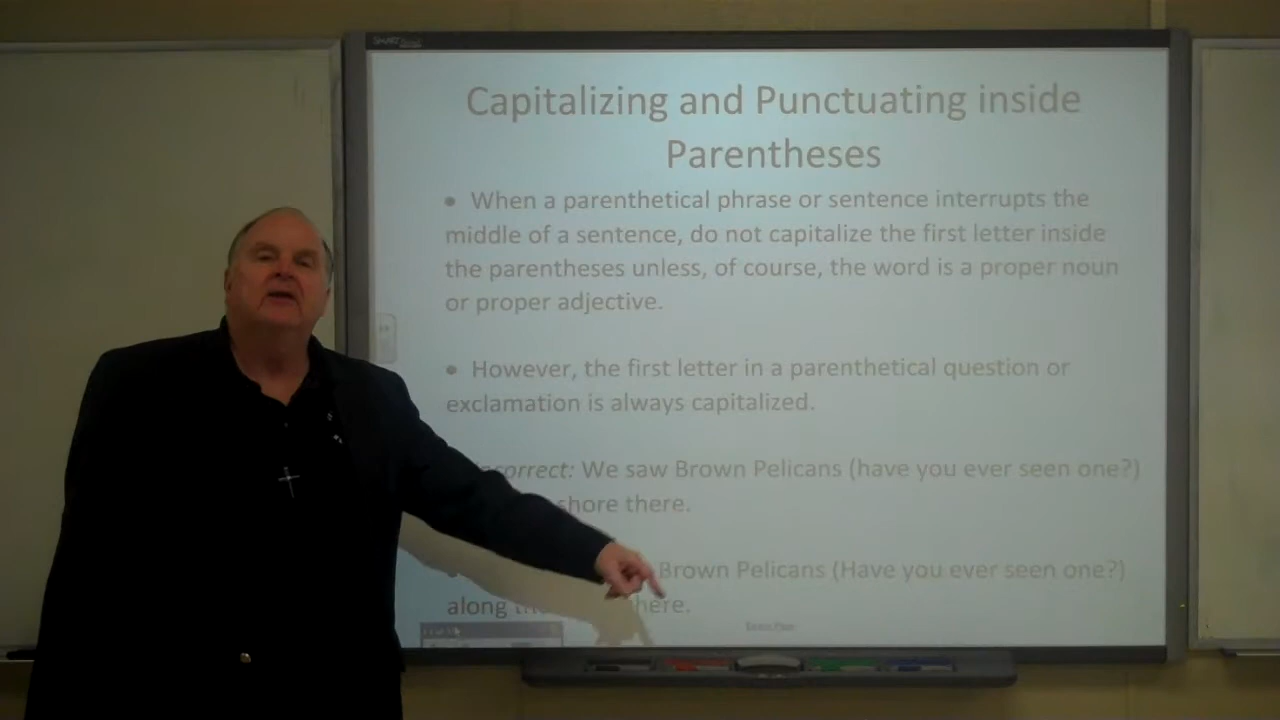 SMART
Capitalizing and Punctuating inside
Parentheses
• When a parenthetical phrase or sentence interrupts the
middle of a sentence, do not capitalize the first letter inside
the parentheses unless, of course, the word is a proper noun
or proper adjective.
• However, the first letter in a parenthetical question or
exclamation is always capitalized.
correct: We saw Brown Pelicans (have you ever seen one?)
shore there.
Brown Pelicans (Have you ever seen one?)
along here.